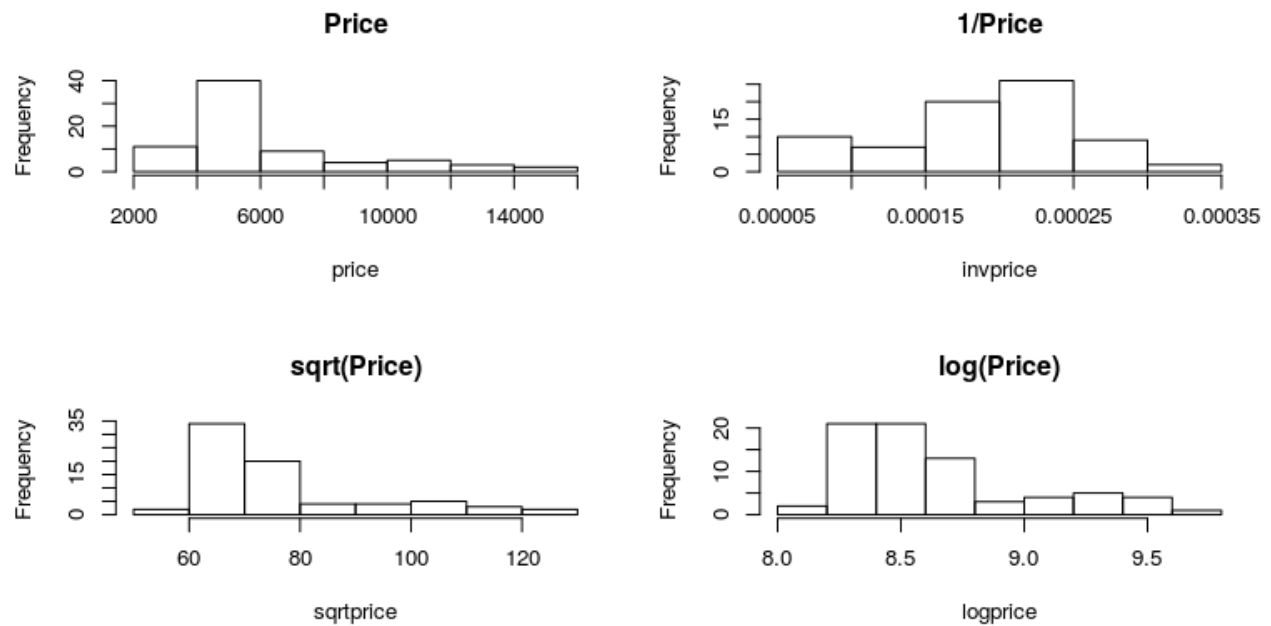 Price
Frequency
0
20
40
2000
6000
10000
14000
price
1/Price
Frequency
0
15
0.00005
0.00015
0.00025
0.00035
invprice
sqrt(Price)
Frequency
0
15
35
60
80
100
120
sqrtprice
log(Price)
Frequency
0
10
20
8.0
8.5
9.0
9.5
logprice